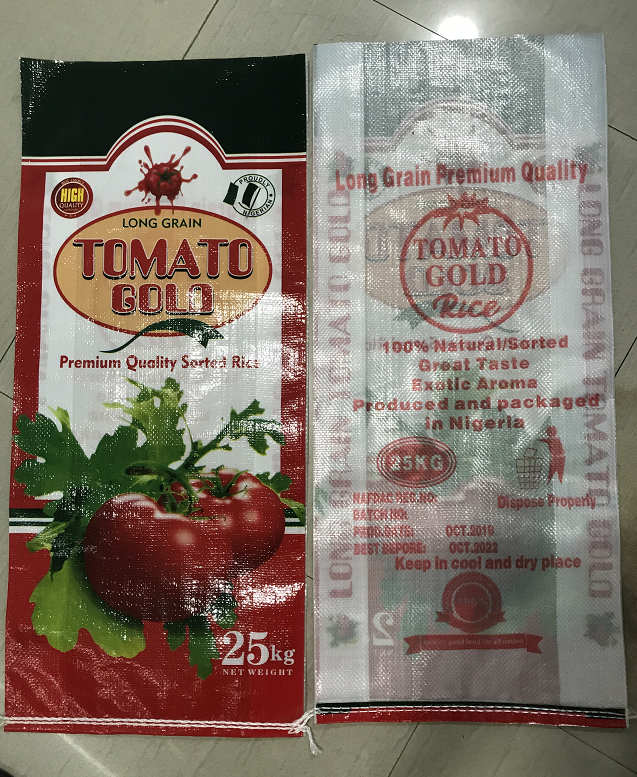 HIGH
QUALITY
PROUDLY
NIGERIAN
LONG GRAIN
TOMATO
GOLD
Premium Quality Sorted Rice
25kg
NET WEIGHT
Long Grain Premium Quality
TOMATO
GOLD
Rice
100% Natural/Sorted
Great Taste
Exotic Aroma
Produced and packaged
in Nigeria
25KG
NAFDAC REG.NO:
Dispose Properly
BATCH NO:
PROD.DATE: OCT.2019
BEST BEFORE: OCT.2022
Keep in cool and dry place
LONG GRAIN TOMATO GOLD
LONG GRAIN TOMATO GOLD